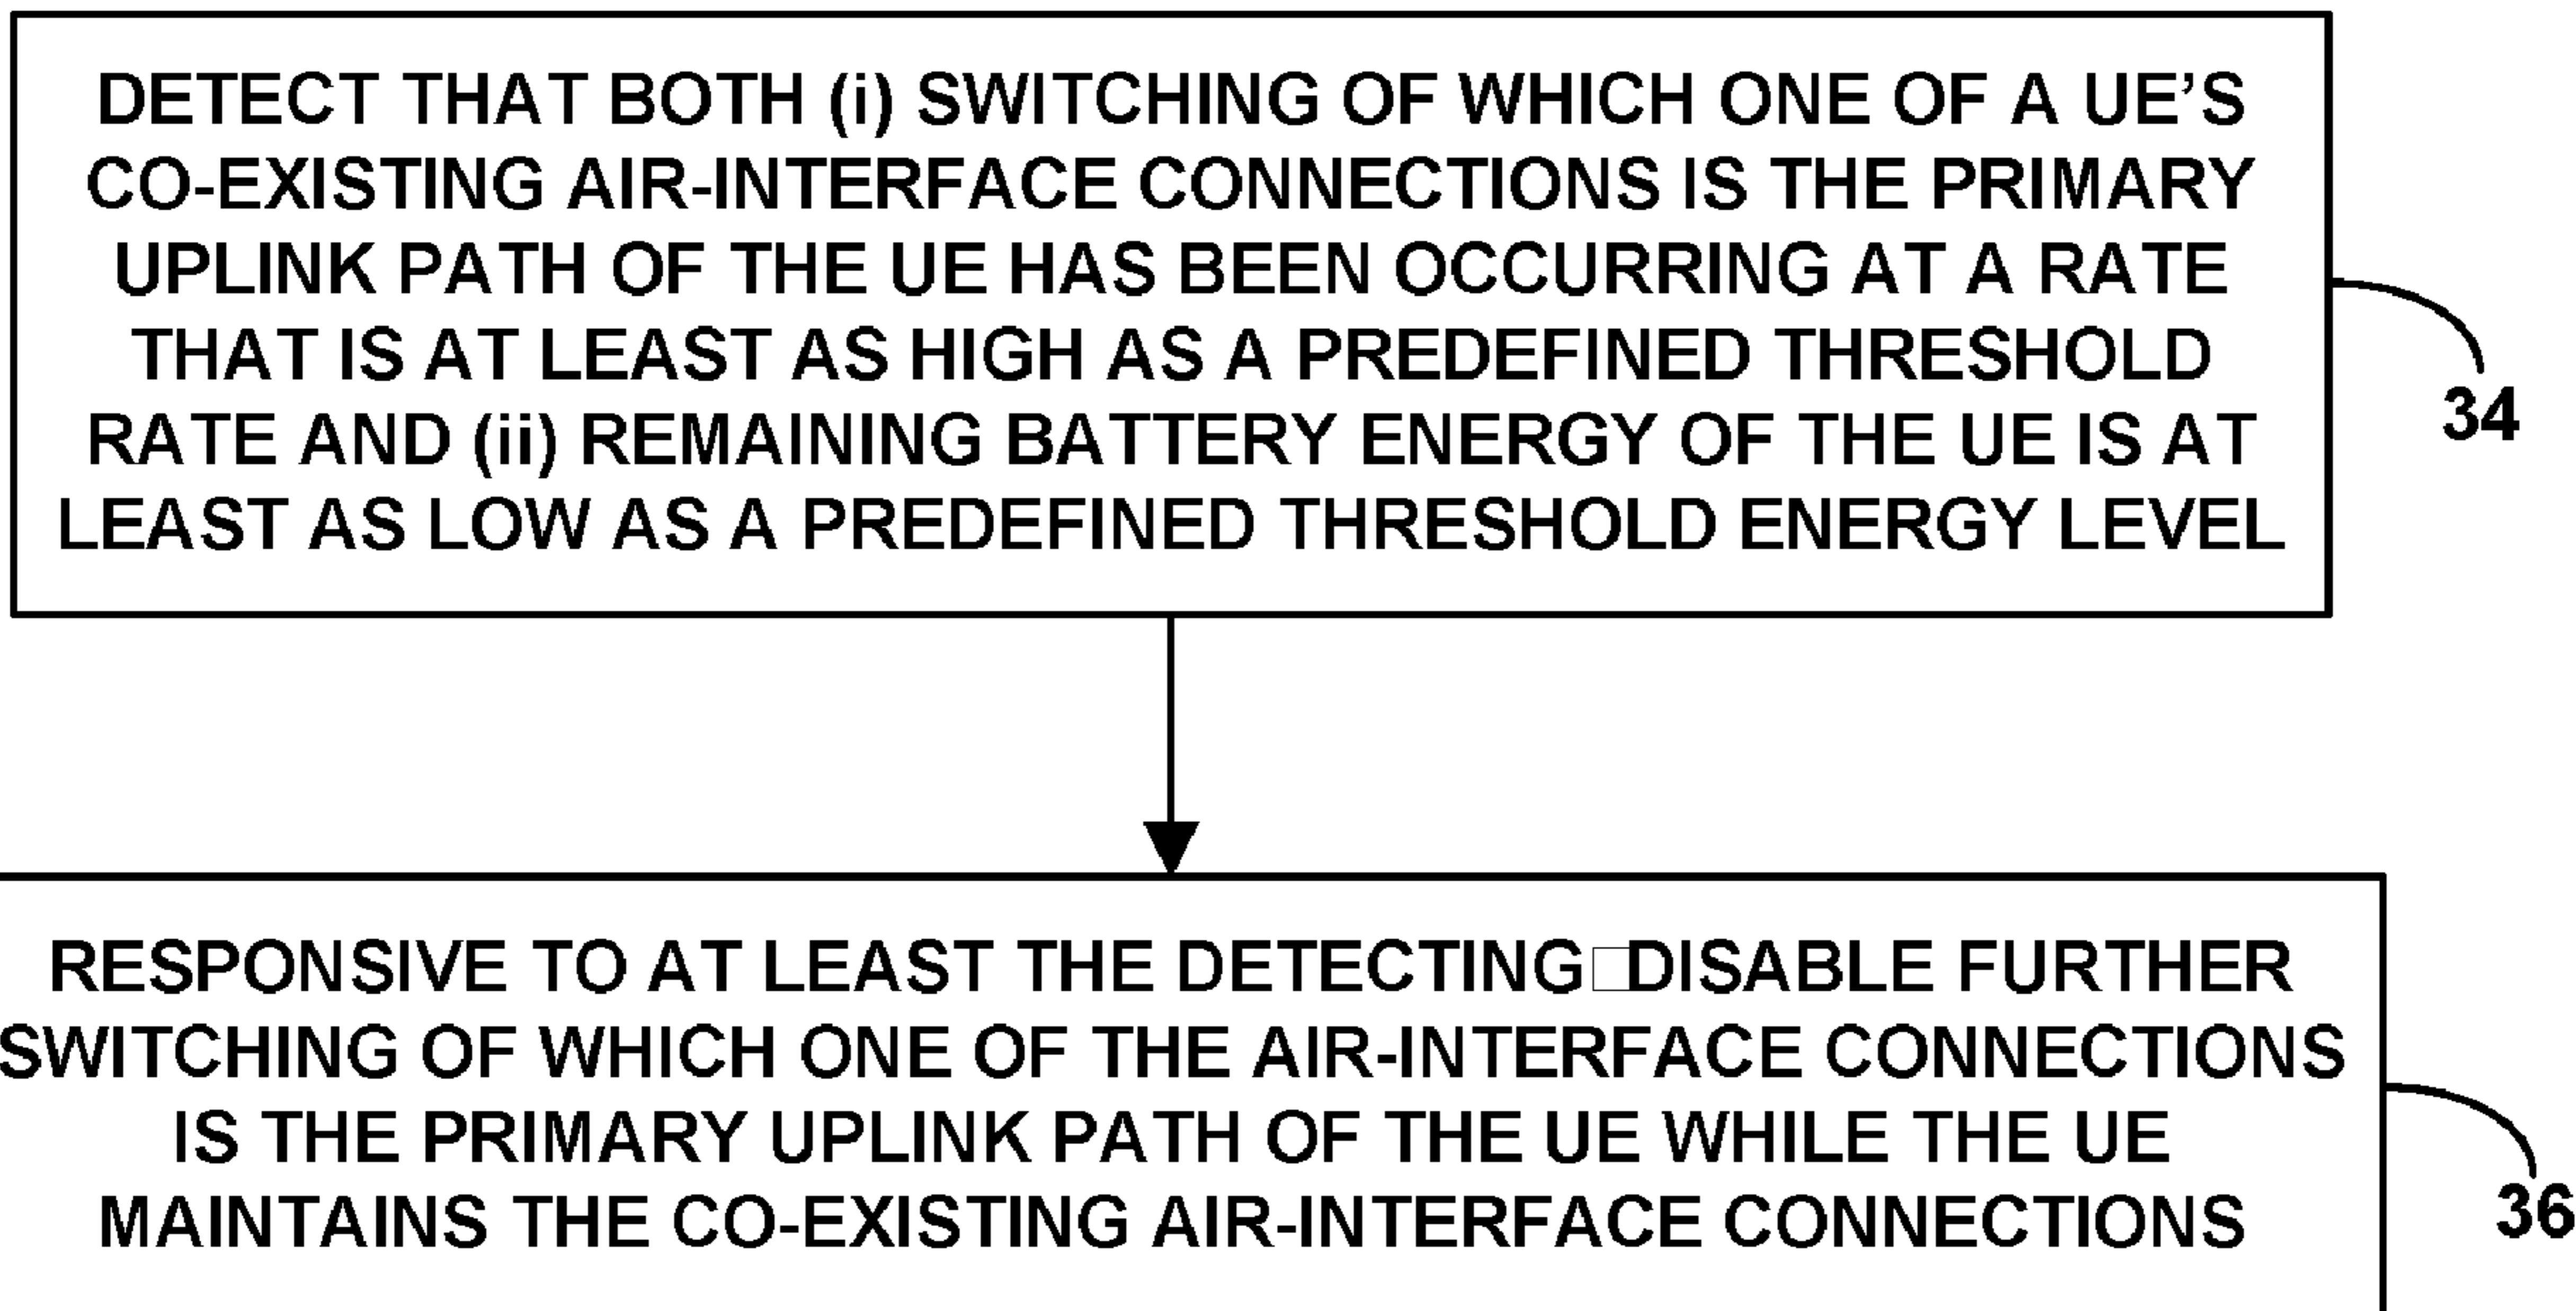 DETECT THAT BOTH (i) SWITCHING OF WHICH ONE OF A UE’S
CO-EXISTING AIR-INTERFACE CONNECTIONS IS THE PRIMARY
UPLINK PATH OF THE UE HAS BEEN OCCURRING AT A RATE
THAT IS AT LEAST AS HIGH AS A PREDEFINED THRESHOLD
RATE AND (ii) REMAINING BATTERY ENERGY OF THE UE IS AT
LEAST AS LOW AS A PREDEFINED THRESHOLD ENERGY LEVEL
34
RESPONSIVE TO AT LEAST THE DETECTING□DISABLE FURTHER
SWITCHING OF WHICH ONE OF THE AIR-INTERFACE CONNECTIONS
IS THE PRIMARY UPLINK PATH OF THE UE WHILE THE UE
MAINTAINS THE CO-EXISTING AIR-INTERFACE CONNECTIONS
36